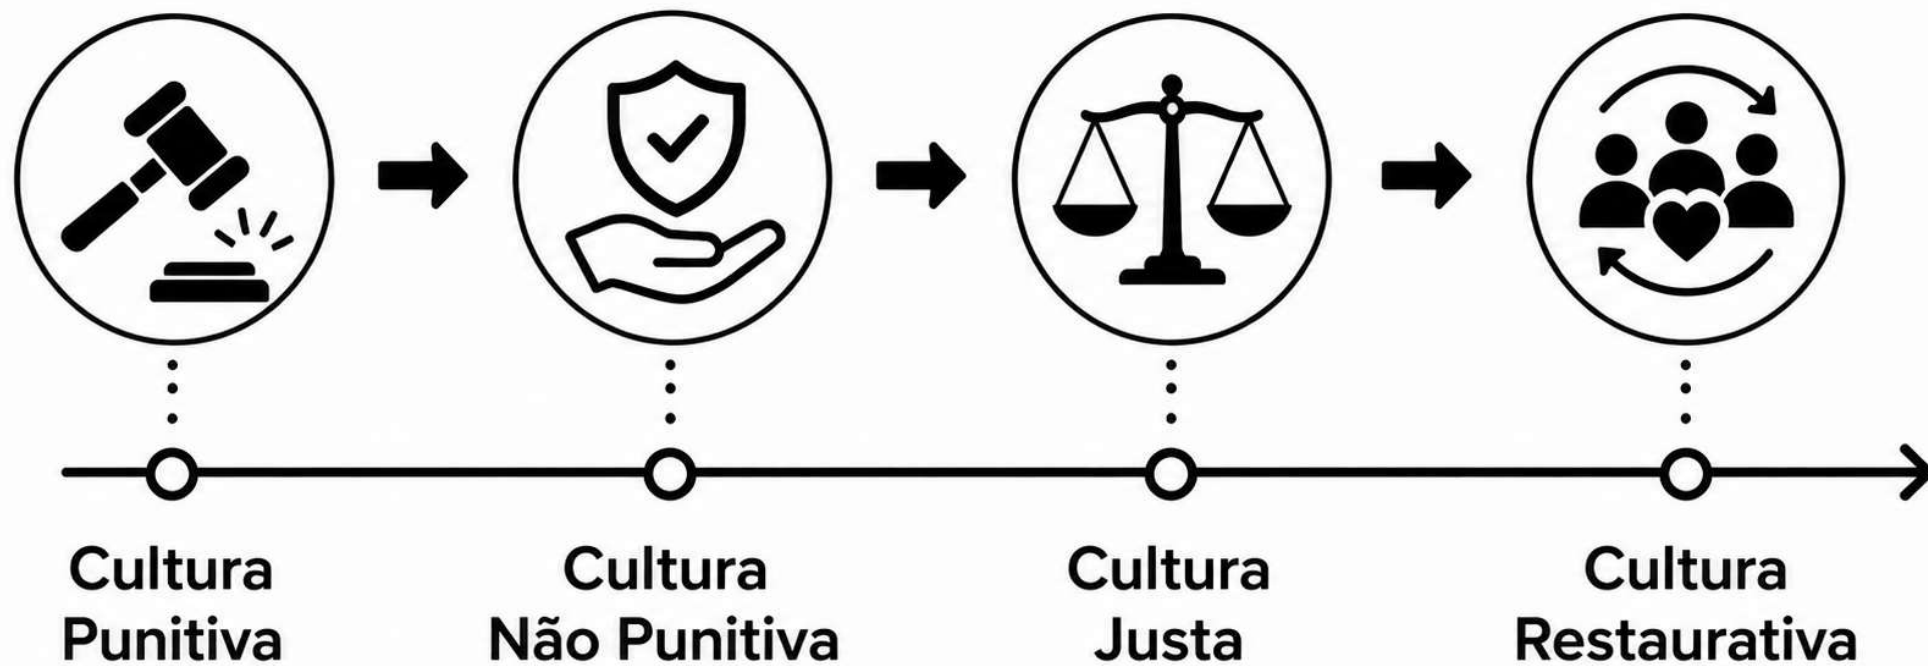 Cultura
Punitiva
Cultura
Não Punitiva
Cultura
Justa
Cultura
Restaurativa